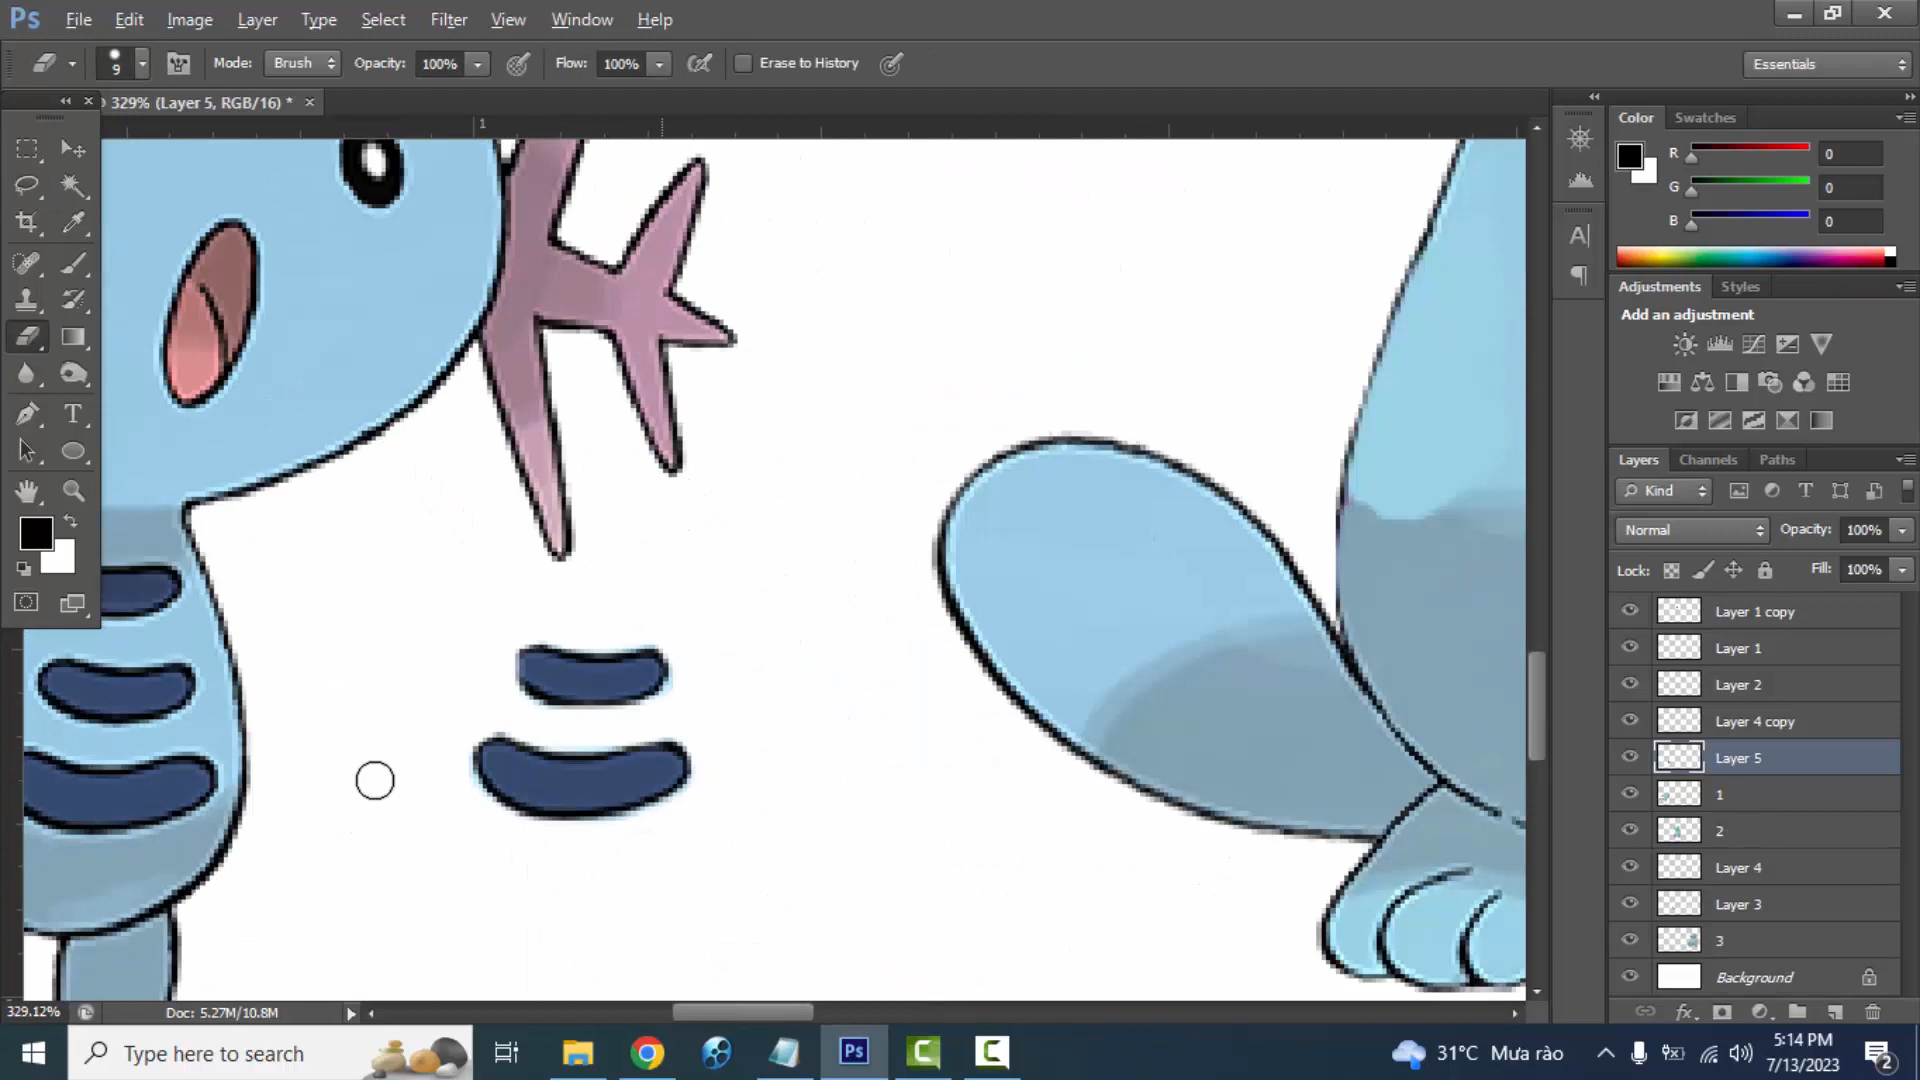 Ps File Edit Image Layer Type Select Filter View Window Help
9 Mode: Brush Opacity: 100% Flow: 100% Erase to History Essentials
329% (Layer 5, RGB/16) * ×
1
Color Swatches
R 0
G 0
B 0
Adjustments Styles
Add an adjustment
Layers Channels Paths
Kind
Normal Opacity: 100%
Lock: Fill: 100%
Layer 1 copy
Layer 1
Layer 2
Layer 4 copy
Layer 5
1
2
Layer 4
Layer 3
3
Background
329.12% Doc: 5.27M/10.8M
Type here to search
Ps
31°C Mưa rào
5:14 PM
7/13/2023
2